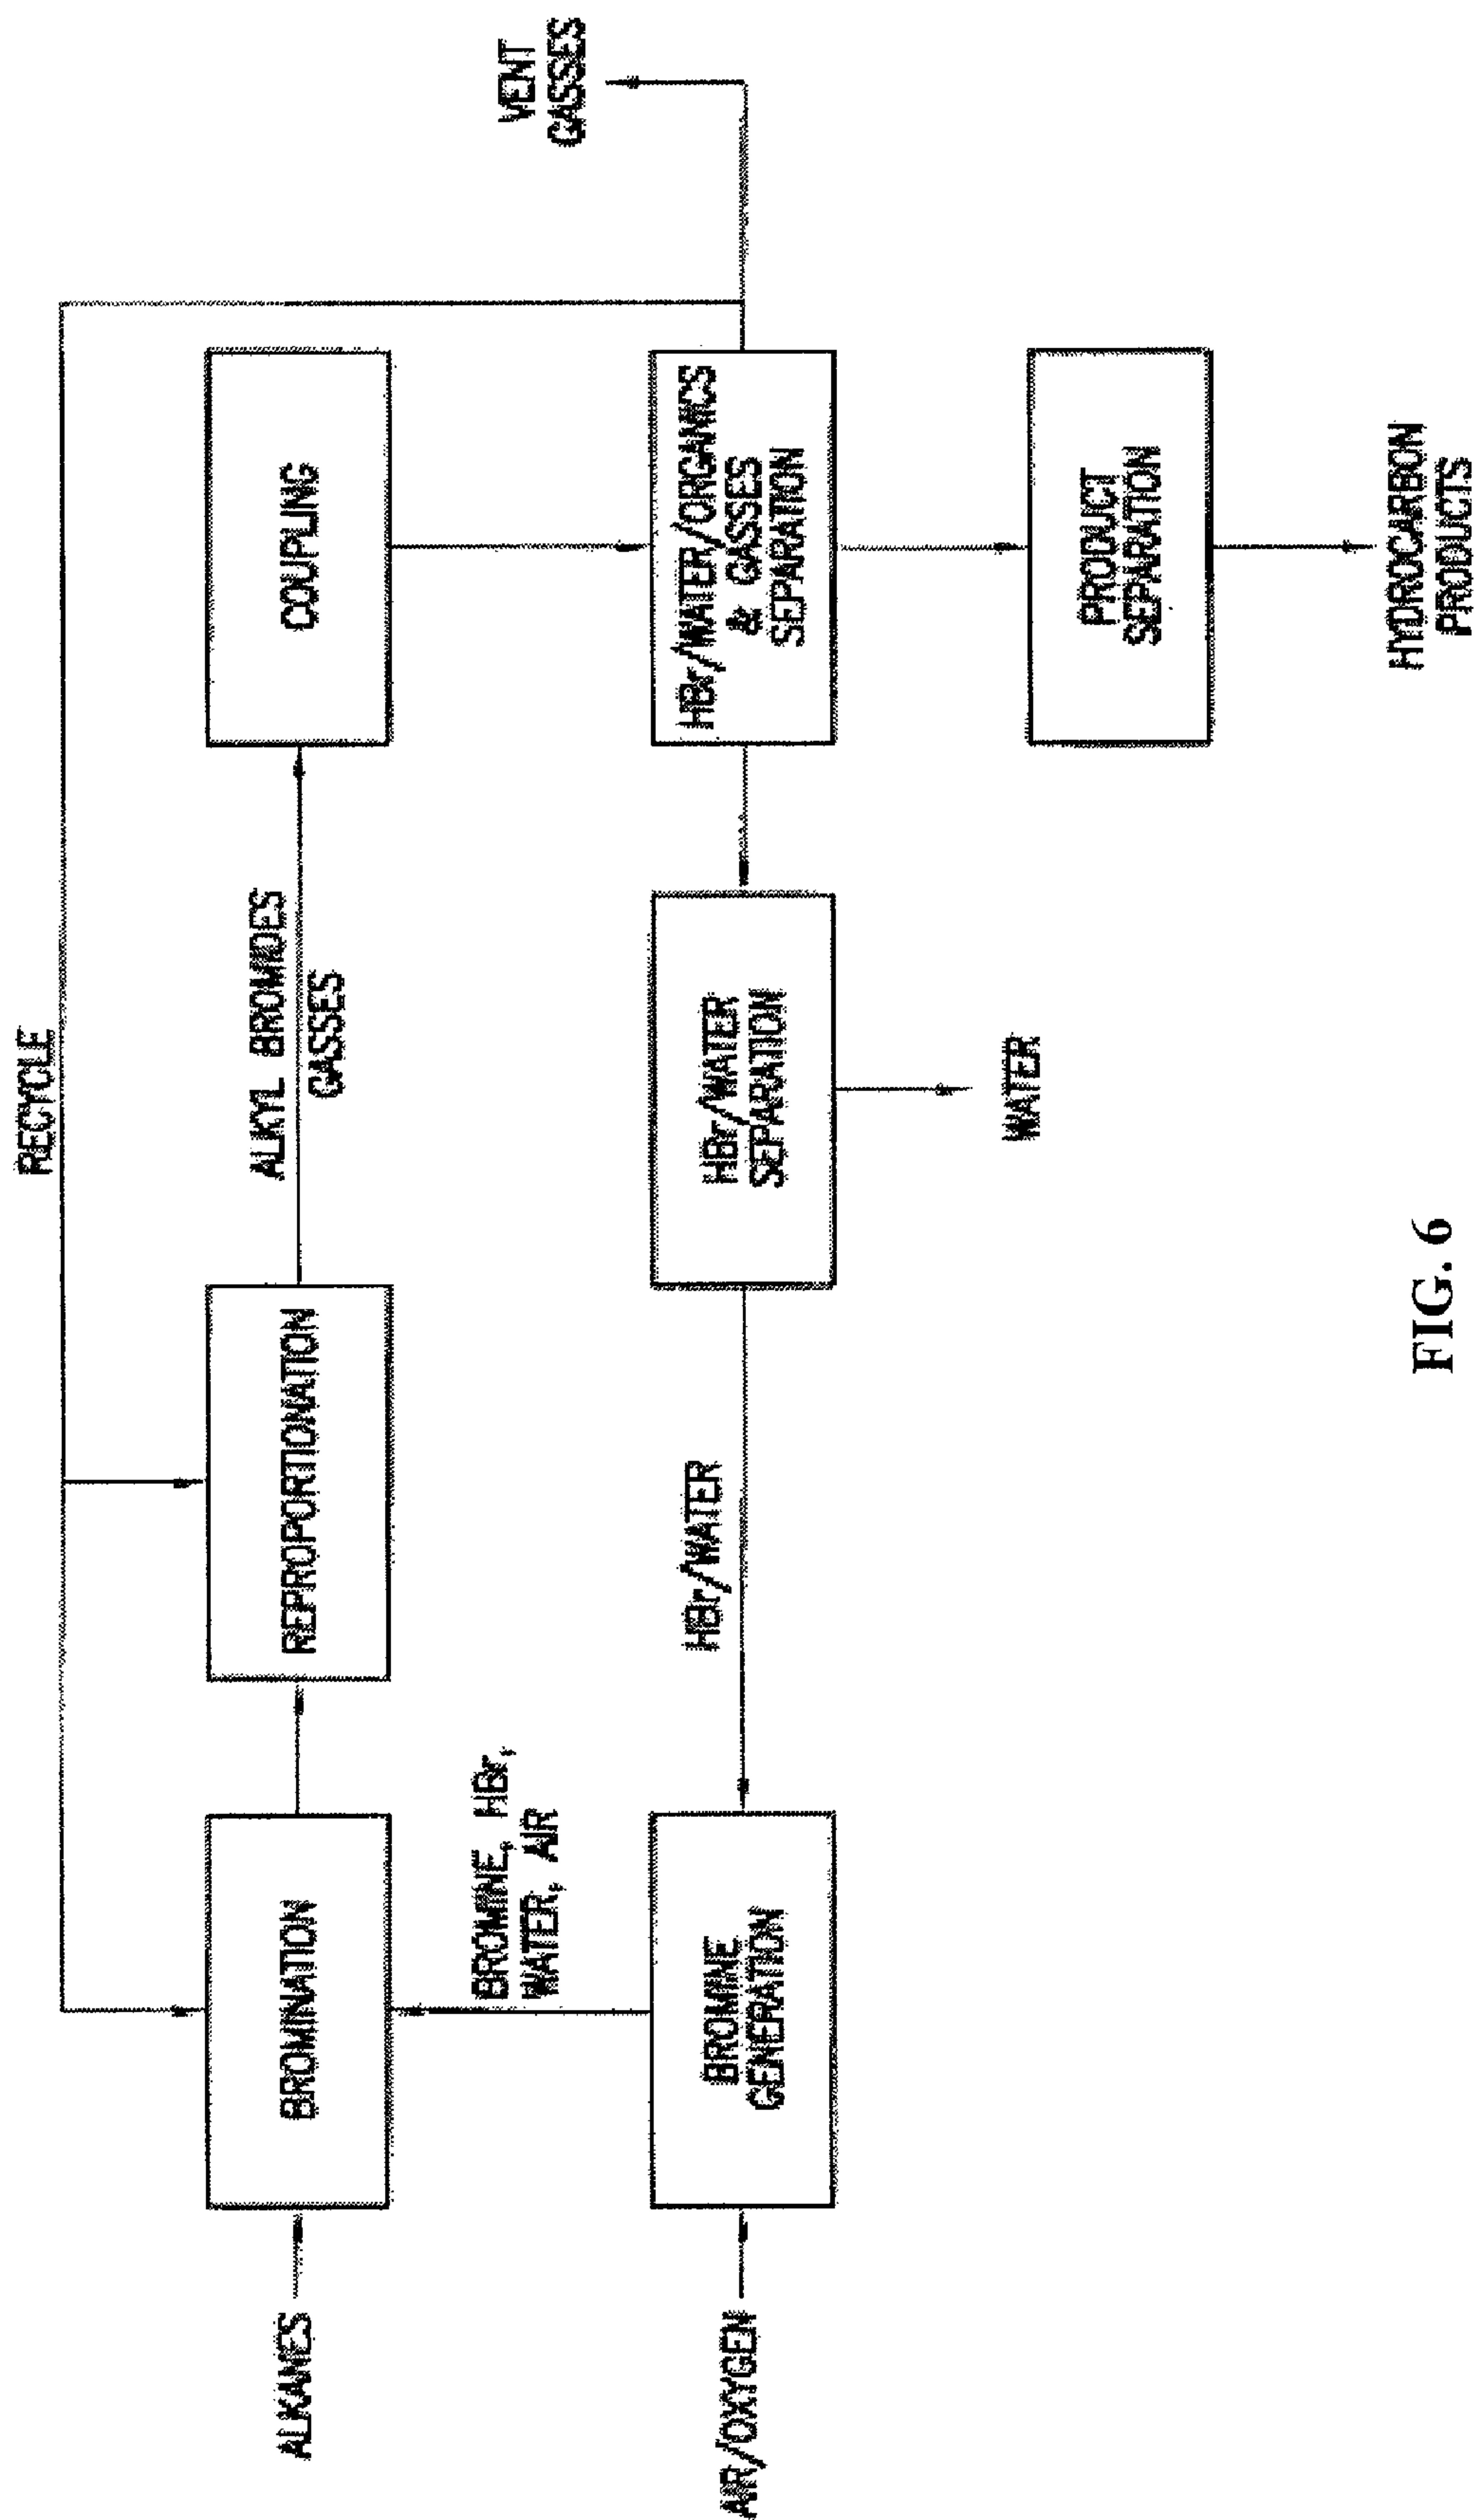 RECYCLE
ALKANES
BROMINATION
REPROPORTIONATION
ALKYL BROMIDES
GASSES
COUPLING
VENT
GASSES
BROMINE, HBr,
WATER, AIR
AIR/OXYGEN
BROMINE
GENERATION
HBr/WATER
HBr/WATER
SEPARATION
HBr/WATER/ORGANICS
& GASSES
SEPARATION
WATER
PRODUCT
SEPARATION
HYDROCARBON
PRODUCTS
FIG. 6